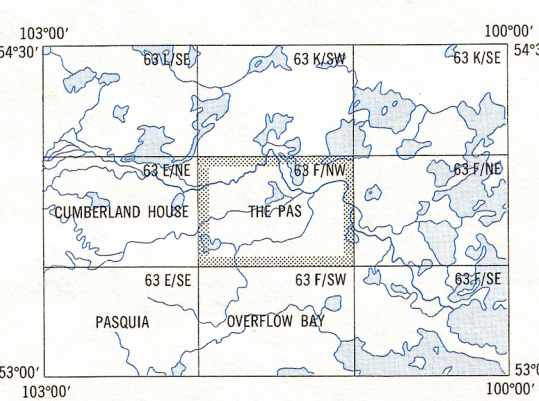 103°00' 100°00'
54°30' 54°3
63 L/SE 63 K/SW 63 K/SE
63 E/NE 63 F/NW 63 F/NE
CUMBERLAND HOUSE THE PAS
63 E/SE 63 F/SW 63 F/SE
PASQUIA OVERFLOW BAY
53°00' 53°0
103°00' 100°00'